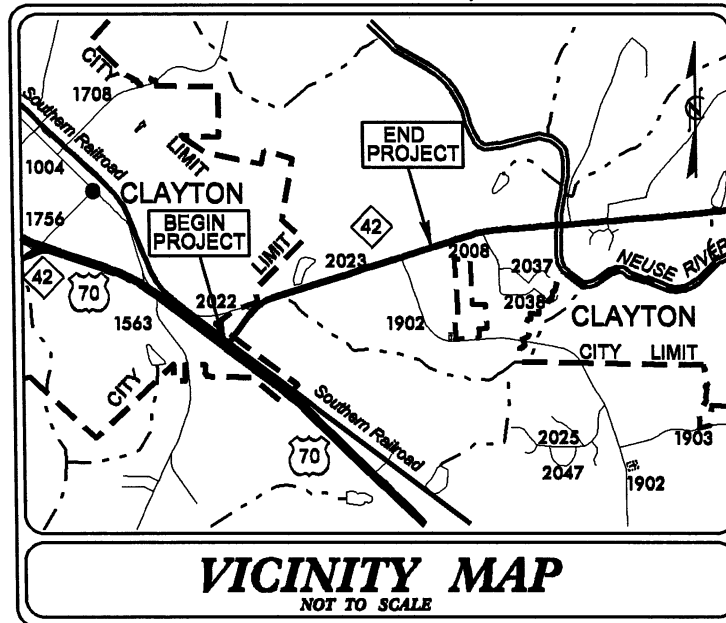 CITY
1708
Southern Railroad
LIMIT
END
PROJECT
1004
CLAYTON
1756
BEGIN
PROJECT
42
2023
2008
2037
NEUSE RIVER
LIMIT
42
70
2022
2038
CLAYTON
1563
1902
CITY LIMIT
CITY
Southern Railroad
70
2025
1903
2047
1902
VICINITY MAP
NOT TO SCALE